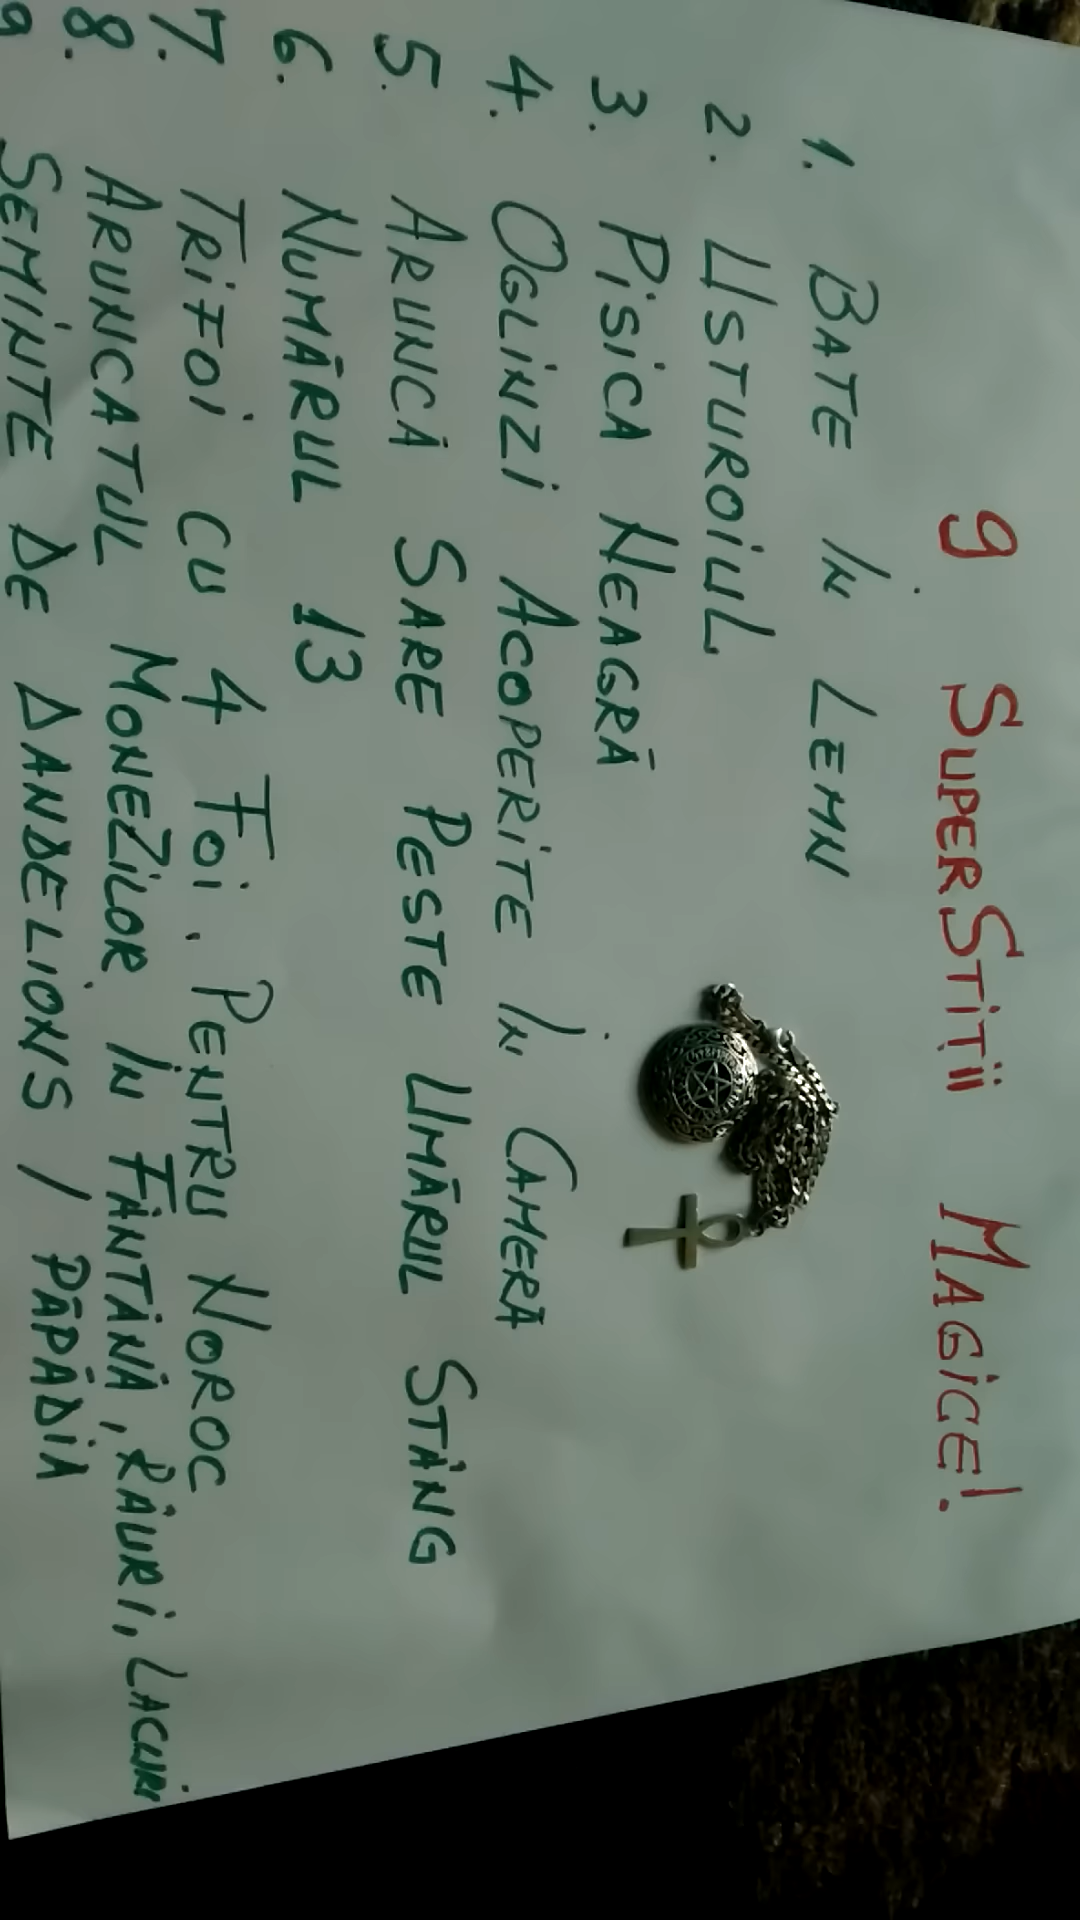 9 SUPERSTIȚII MAGICE!
1. BATE ÎN LEMN
2. USTUROIUL
3. PISICA NEAGRĂ
4. OGLINZI ACOPERITE ÎN CAMERĂ
5. ARUNCĂ SARE PESTE UMĂRUL STÂNG
6. NUMĂRUL 13
7. TRIFOI CU 4 FOI. PENTRU NOROC
8. ARUNCATUL MONEZILOR ÎN FÂNTÂNĂ, RÂURI, LACURI
9. SEMINTE DE DANDELIONS / PĂPĂDIA